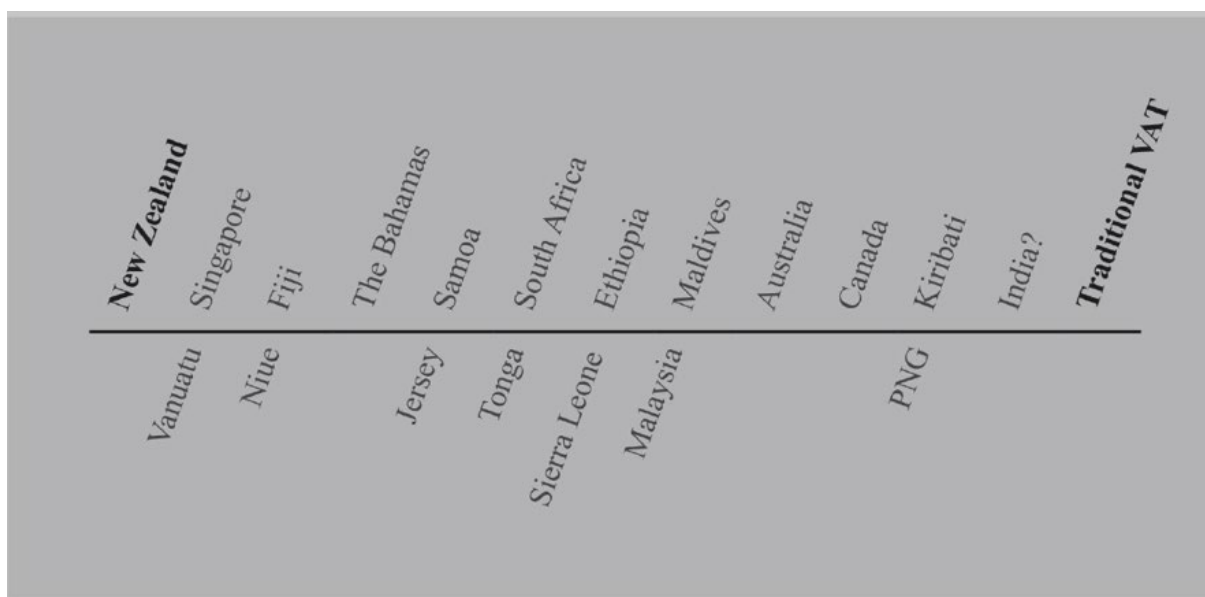 New Zealand
Singapore
Fiji
The Bahamas
Samoa
South Africa
Ethiopia
Maldives
Australia
Canada
Kiribati
India?
Traditional VAT
Vanuatu
Niue
Jersey
Tonga
Sierra Leone
Malaysia
PNG